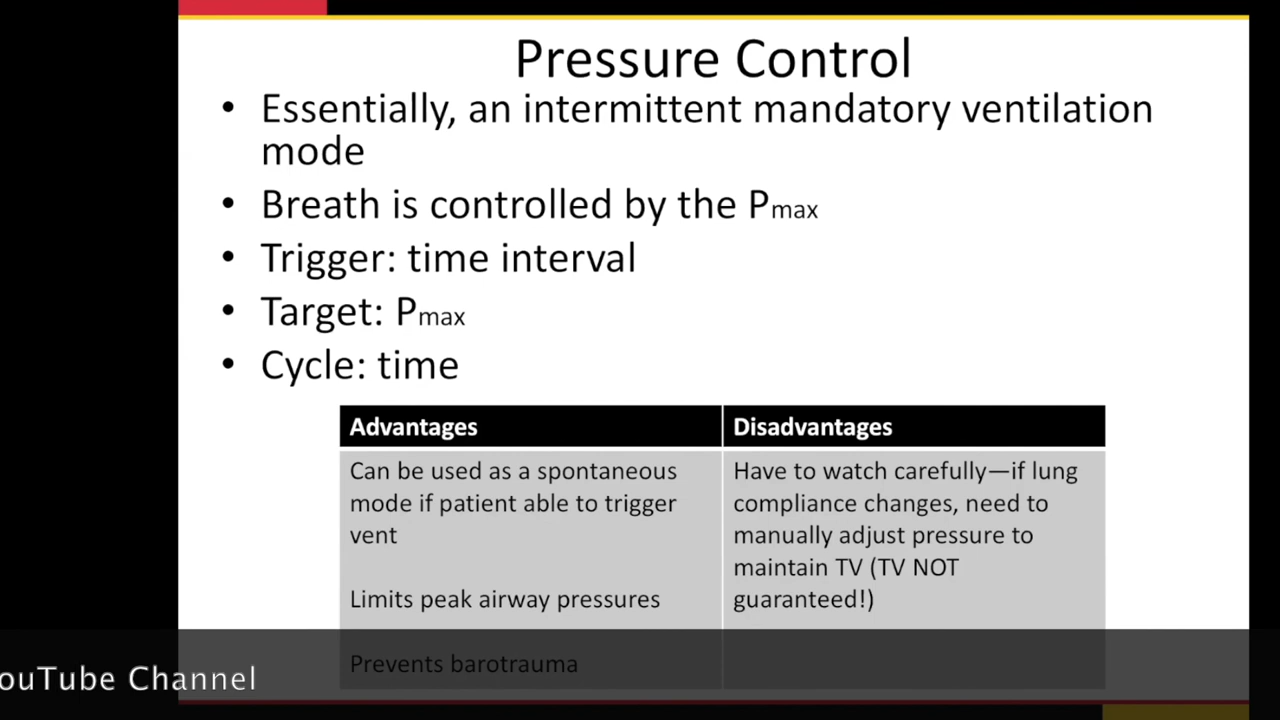 Pressure Control
• Essentially, an intermittent mandatory ventilation
mode
• Breath is controlled by the Pmax
• Trigger: time interval
• Target: Pmax
• Cycle: time
Advantages
Can be used as a spontaneous
mode if patient able to trigger
vent
Limits peak airway pressures
Prevents barotrauma
Disadvantages
Have to watch carefully—if lung
compliance changes, need to
manually adjust pressure to
maintain TV (TV NOT
guaranteed!)
ouTube Channel